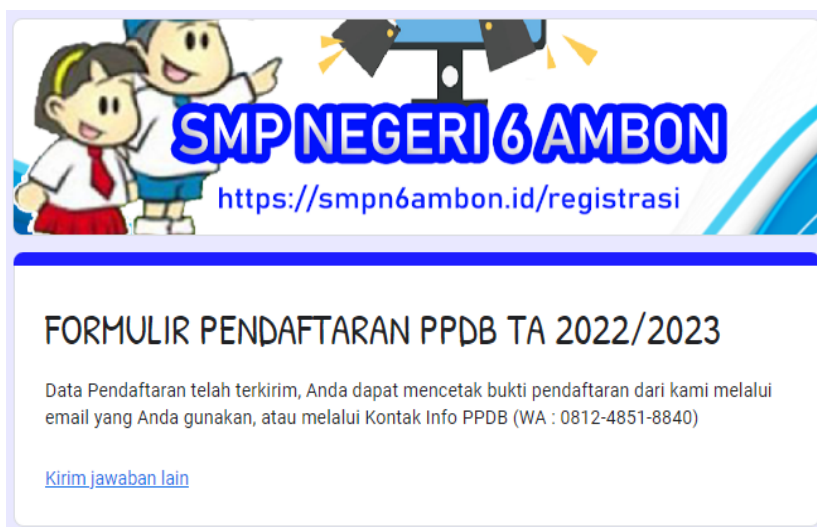 SMP NEGERI 6 AMBON
https://smpn6ambon.id/registrasi
FORMULIR PENDAFTARAN PPDB TA 2022/2023
Data Pendaftaran telah terkirim, Anda dapat mencetak bukti pendaftaran dari kami melalui
email yang Anda gunakan, atau melalui Kontak Info PPDB (WA : 0812-4851-8840)
Kirim jawaban lain